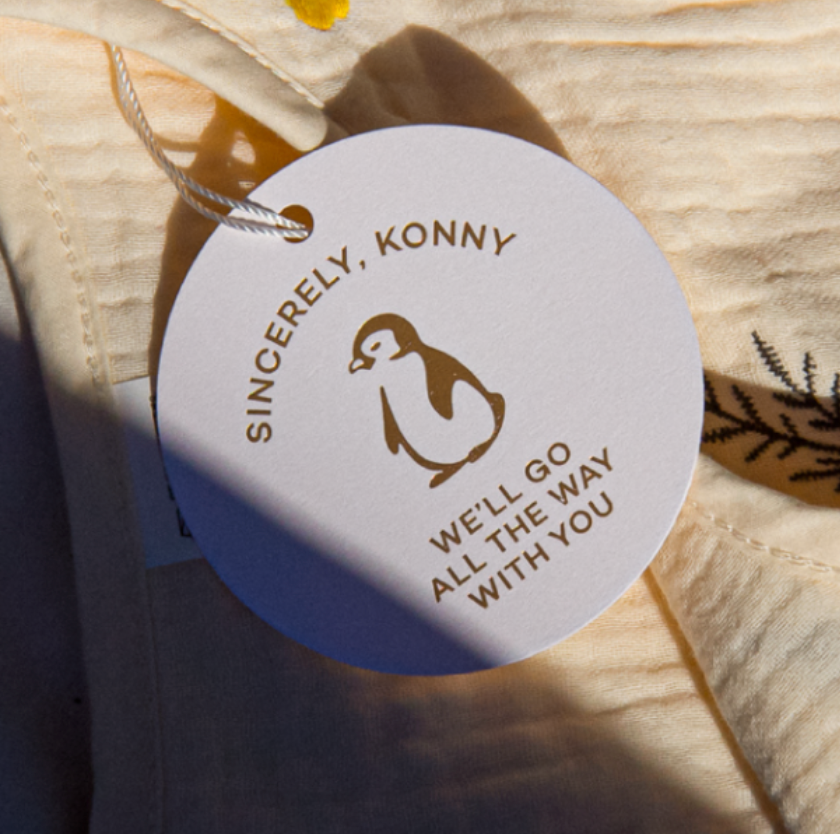 SINCERELY, KONNY
WE'LL GO
ALL THE WAY
WITH YOU